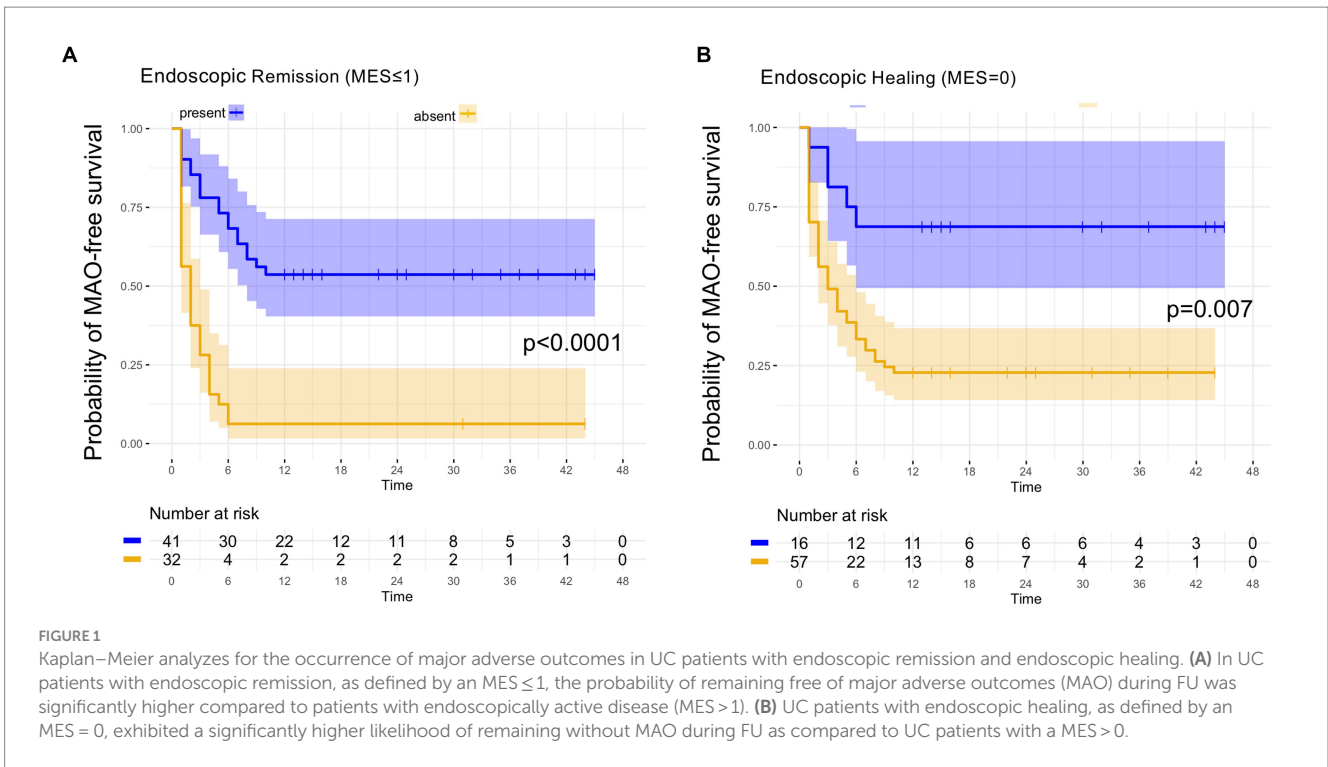 A
Endoscopic Remission (MES≤1)
present
absent
Probability of MAO-free survival
1.00
0.75
0.50
0.25
0.00
p<0.0001
0 6 12 18 24 30 36 42 48
Time
Number at risk
41 30 22 12 11 8 5 3 0
32 4 2 2 2 2 1 1 0
0 6 12 18 24 30 36 42 48
Time
B
Endoscopic Healing (MES=0)
Probability of MAO-free survival
1.00
0.75
0.50
0.25
0.00
p=0.007
0 6 12 18 24 30 36 42 48
Time
Number at risk
16 12 11 6 6 6 4 3 0
57 22 13 8 7 4 2 1 0
0 6 12 18 24 30 36 42 48
Time
FIGURE 1
Kaplan–Meier analyzes for the occurrence of major adverse outcomes in UC patients with endoscopic remission and endoscopic healing. (A) In UC
patients with endoscopic remission, as defined by an MES ≤ 1, the probability of remaining free of major adverse outcomes (MAO) during FU was
significantly higher compared to patients with endoscopically active disease (MES > 1). (B) UC patients with endoscopic healing, as defined by an
MES = 0, exhibited a significantly higher likelihood of remaining without MAO during FU as compared to UC patients with a MES > 0.